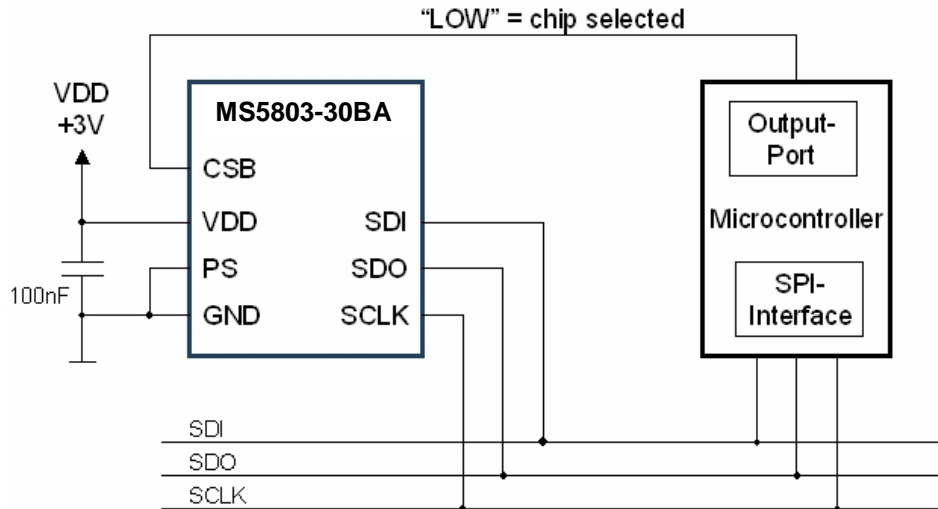 “LOW” = chip selected
VDD
+3V
MS5803-30BA
CSB
VDD
PS
GND
SDI
SDO
SCLK
100nF
Output-
Port
Microcontroller
SPI-
Interface
SDI
SDO
SCLK